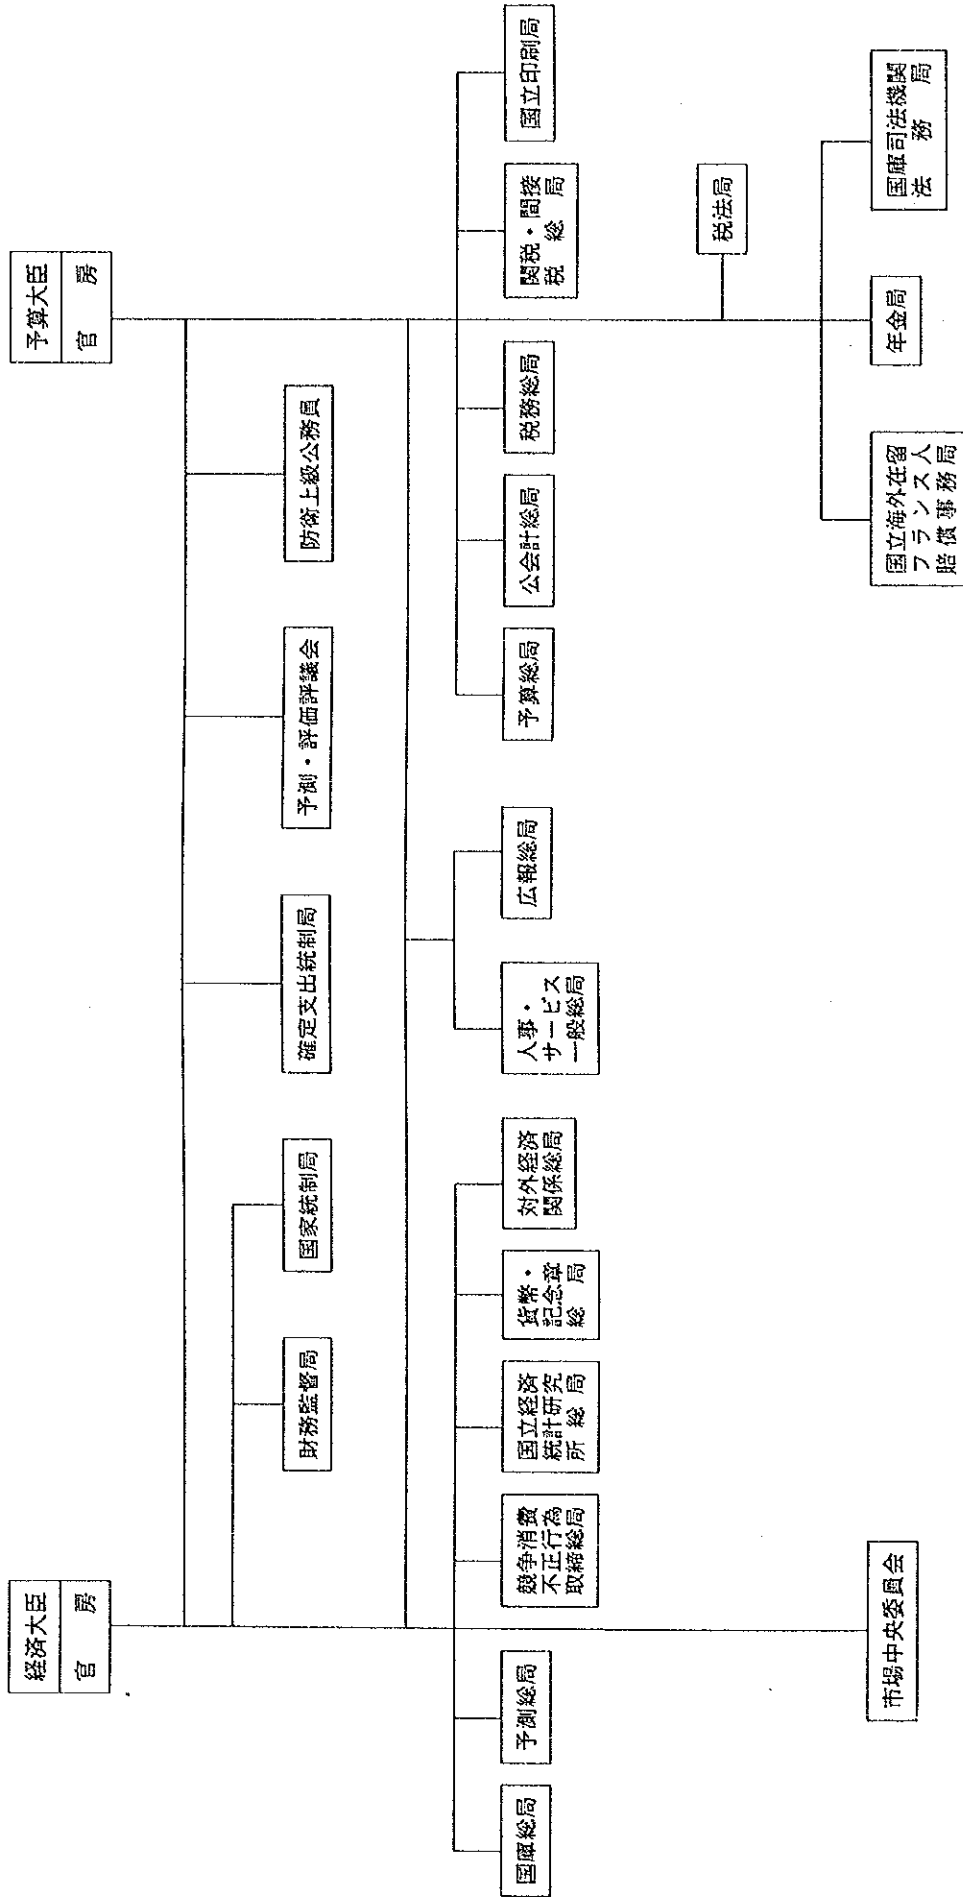 経済大臣
官房
予算大臣
官房
財務監督局
国家統制局
確定支出統制局
予測・評価評議会
防衛上級公務員
国庫総局
予測総局
競争消費
不正行為
取締総局
国立経済
統計研究
所総局
貨幣・
記念章
総局
対外経済
関係総局
人事・
サービス
一般総局
広報総局
予算総局
公会計総局
税務総局
関税・間接
税総局
国立印刷局
税法局
市場中央委員会
国立海外在留
フランス人
賠償事務局
年金局
国庫司法機関
法務局